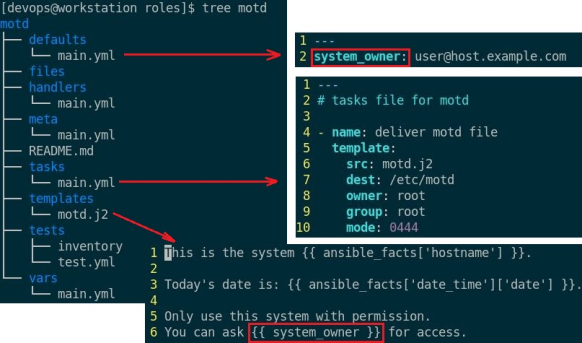 [devops@workstation roles]$ tree motd
motd
├── defaults
│   └── main.yml
├── files
├── handlers
│   └── main.yml
├── meta
│   └── main.yml
├── README.md
├── tasks
│   └── main.yml
├── templates
│   └── motd.j2
├── tests
│   ├── inventory
│   └── test.yml
└── vars
    └── main.yml
1 ---
2 system_owner: user@host.example.com
1 ---
2 # tasks file for motd
3
4 - name: deliver motd file
5   template:
6     src: motd.j2
7     dest: /etc/motd
8     owner: root
9     group: root
10     mode: 0444
1 This is the system {{ ansible_facts['hostname'] }}.
2
3 Today's date is: {{ ansible_facts['date_time']['date'] }}.
4
5 Only use this system with permission.
6 You can ask {{ system_owner }} for access.